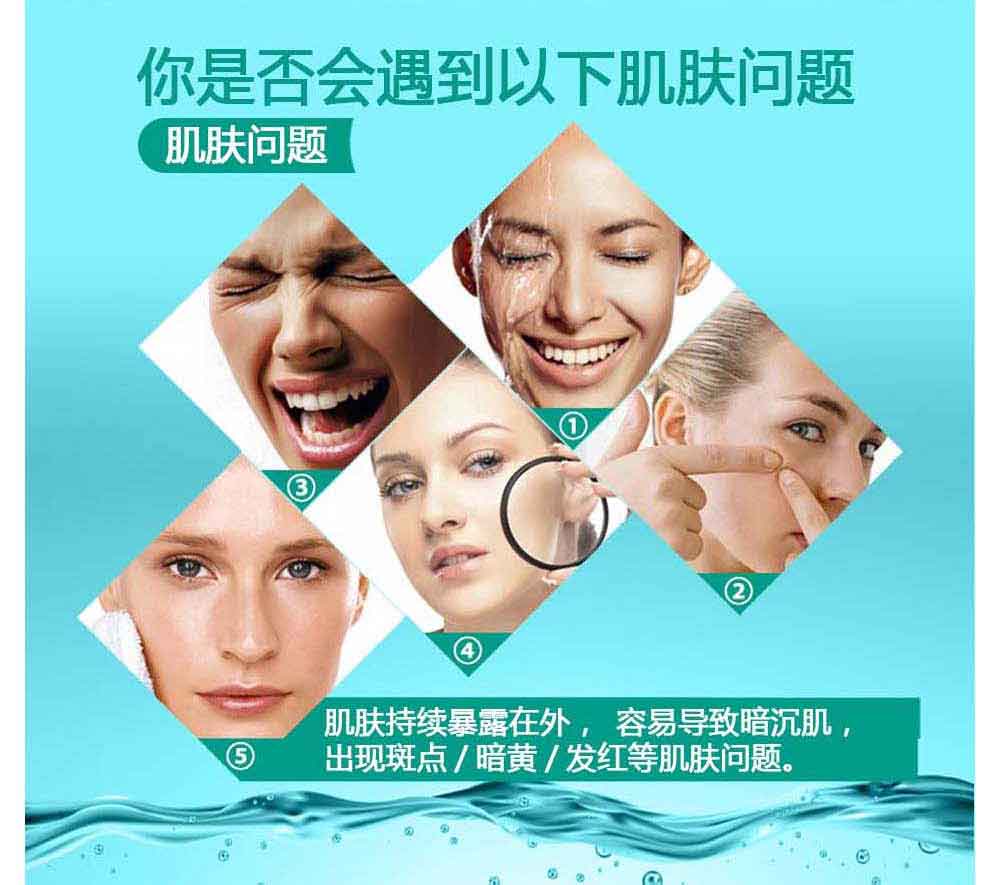 你是否会遇到以下肌肤问题
肌肤问题
①
②
③
④
⑤
肌肤持续暴露在外， 容易导致暗沉肌，
出现斑点 / 暗黄 / 发红等肌肤问题。